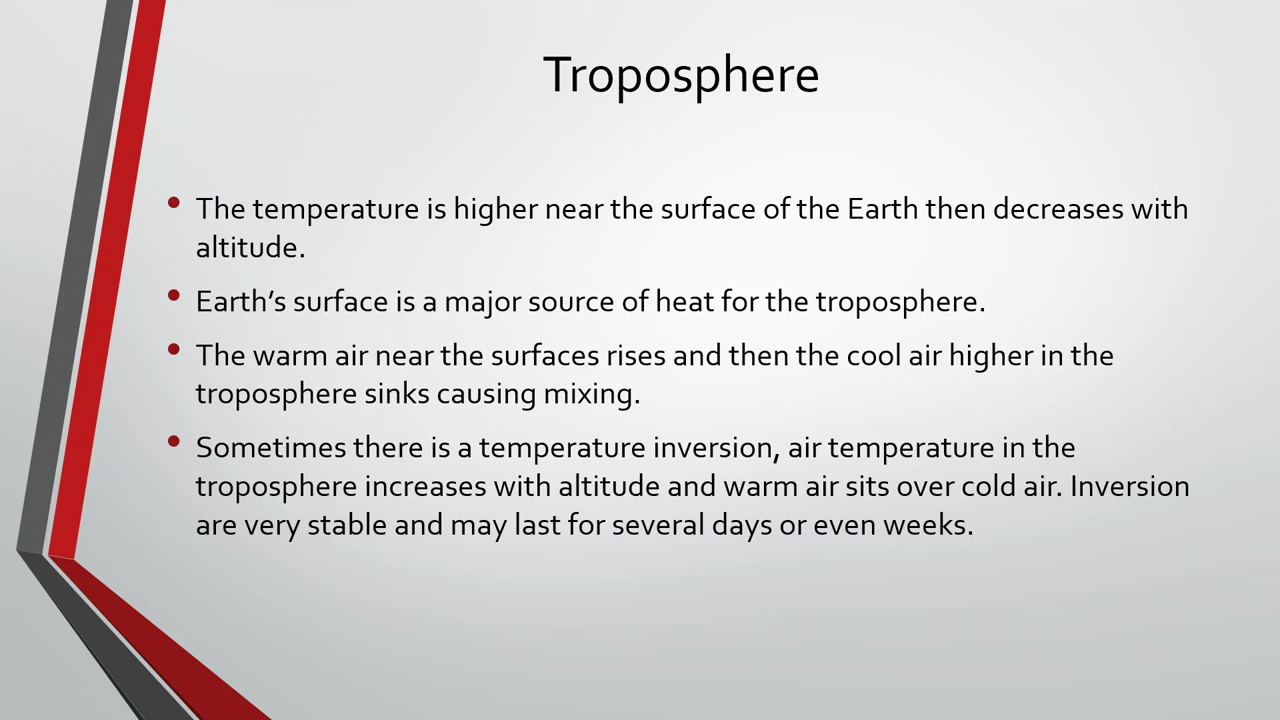 Troposphere
• The temperature is higher near the surface of the Earth then decreases with
altitude.
• Earth’s surface is a major source of heat for the troposphere.
• The warm air near the surfaces rises and then the cool air higher in the
troposphere sinks causing mixing.
• Sometimes there is a temperature inversion, air temperature in the
troposphere increases with altitude and warm air sits over cold air. Inversion
are very stable and may last for several days or even weeks.